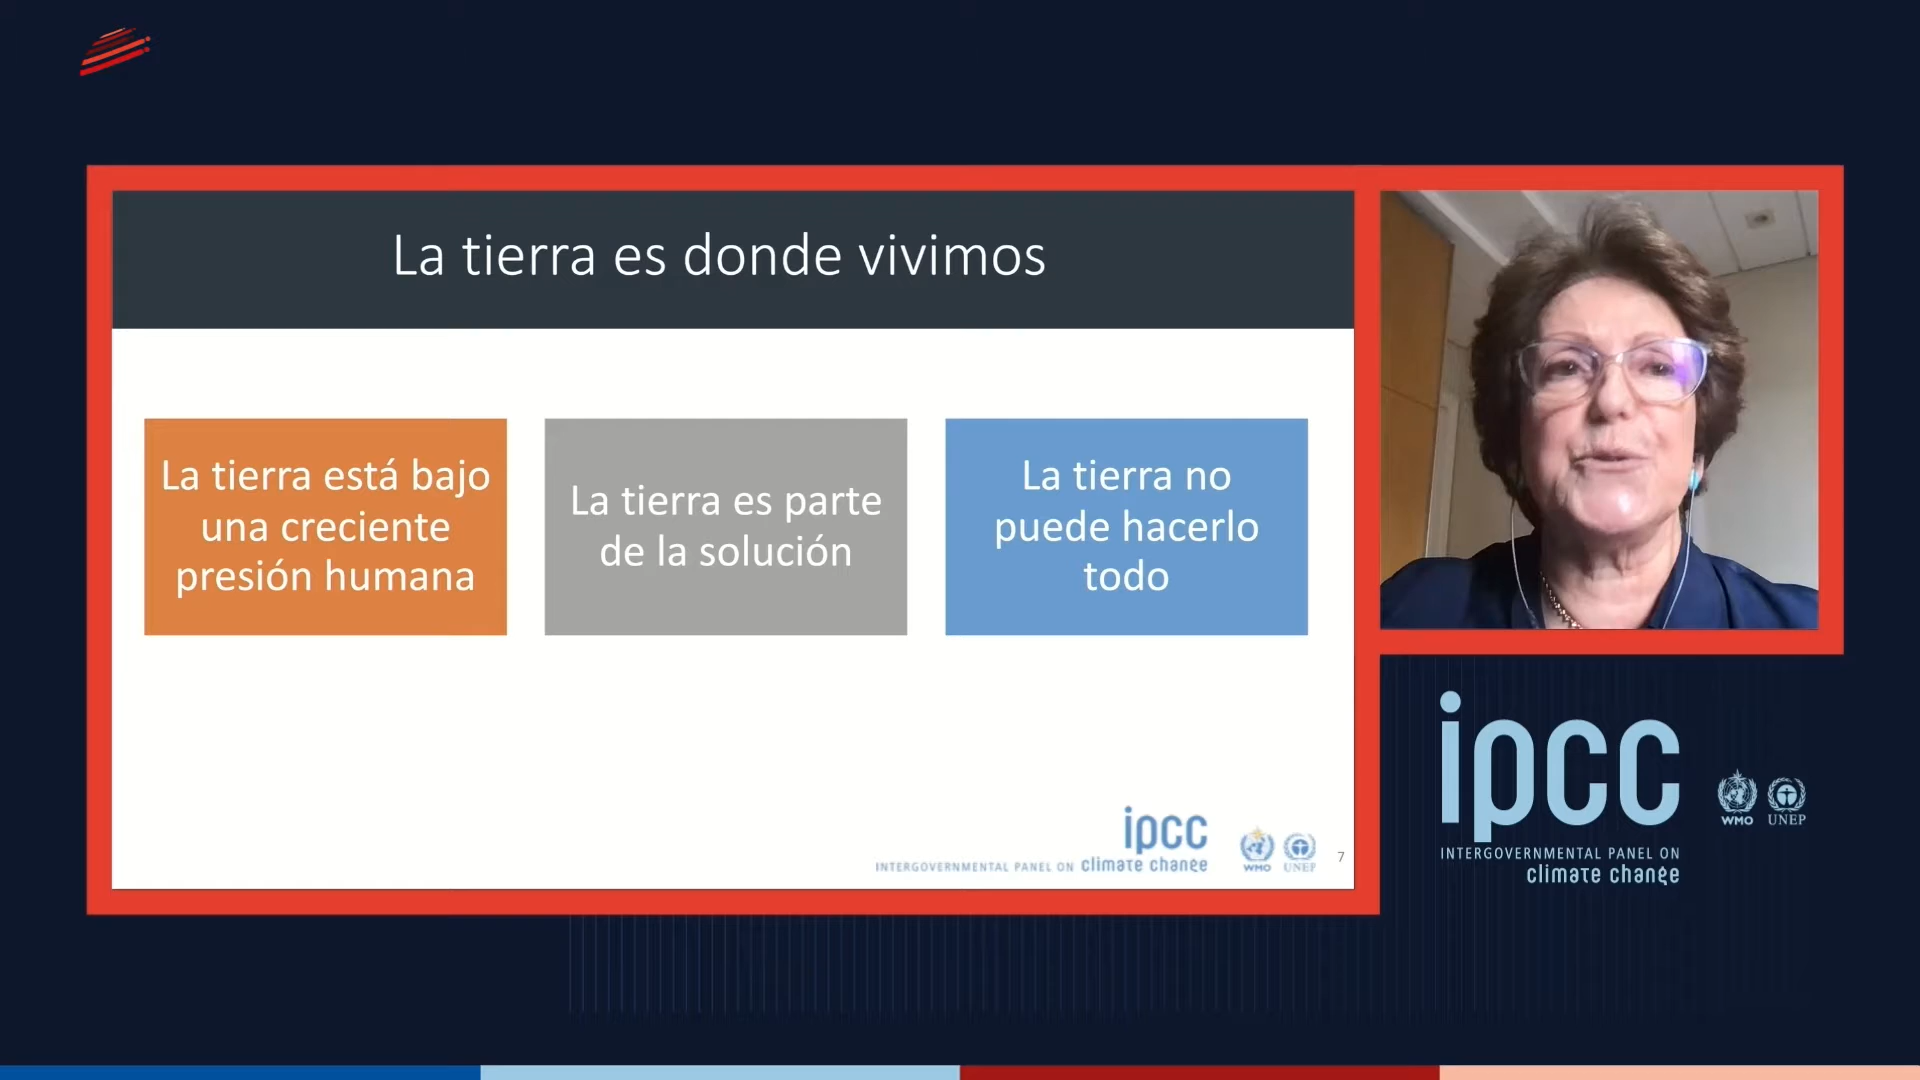 La tierra es donde vivimos
La tierra está bajo
una creciente
presión humana
La tierra es parte
de la solución
La tierra no
puede hacerlo
todo
ipcc
INTERGOVERNMENTAL PANEL ON climate change
WMO
UNEP
7
ipcc
INTERGOVERNMENTAL PANEL ON
climate change
WMO
UNEP